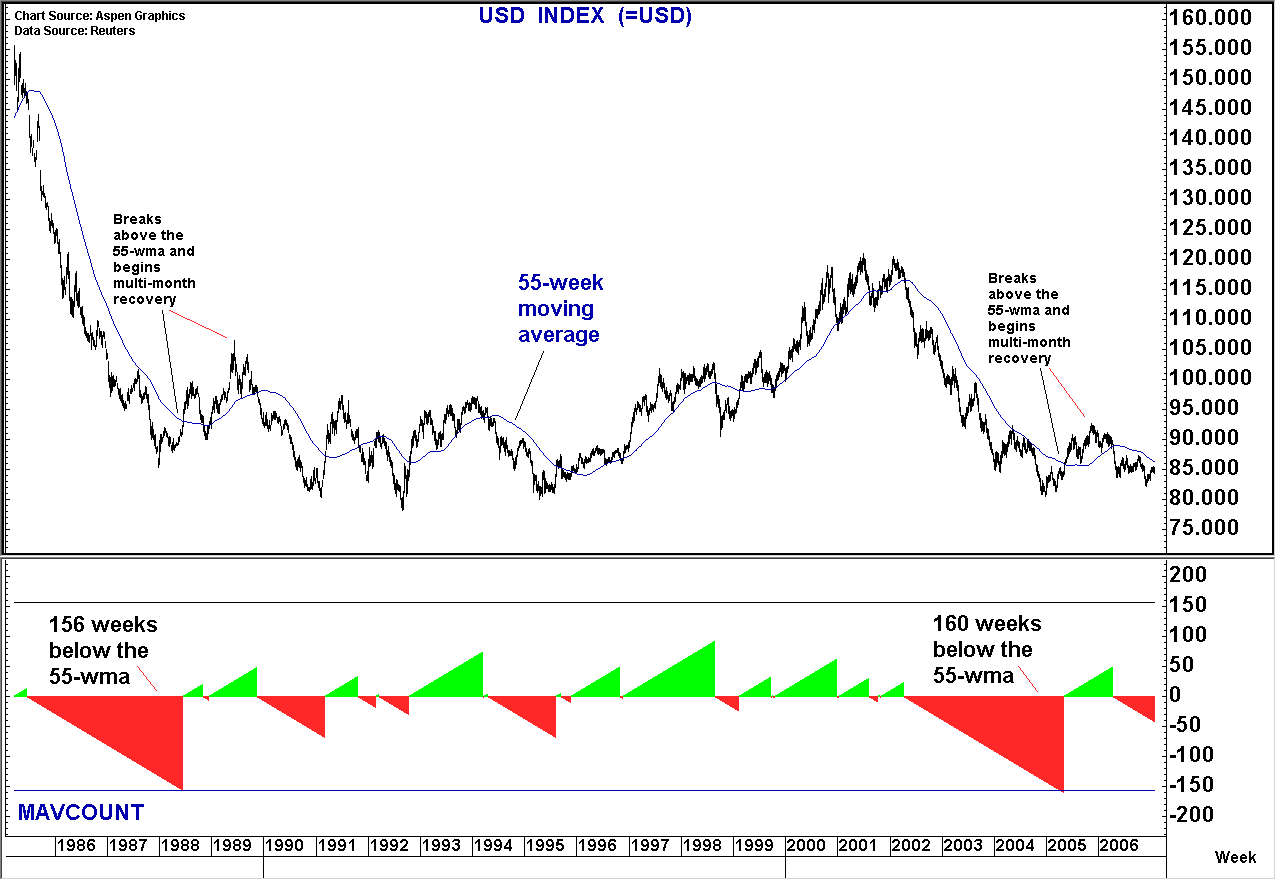 Chart Source: Aspen Graphics
Data Source: Reuters
USD INDEX (=USD)
160.000
155.000
150.000
145.000
140.000
135.000
130.000
125.000
120.000
115.000
110.000
105.000
100.000
95.000
90.000
85.000
80.000
75.000
Breaks
above the
55-wma and
begins
multi-month
recovery
55-week
moving
average
Breaks
above the
55-wma and
begins
multi-month
recovery
200
150
100
50
0
-50
-100
-150
-200
156 weeks
below the
55-wma
160 weeks
below the
55-wma
MAVCOUNT
1986 1987 1988 1989 1990 1991 1992 1993 1994 1995 1996 1997 1998 1999 2000 2001 2002 2003 2004 2005 2006
Week